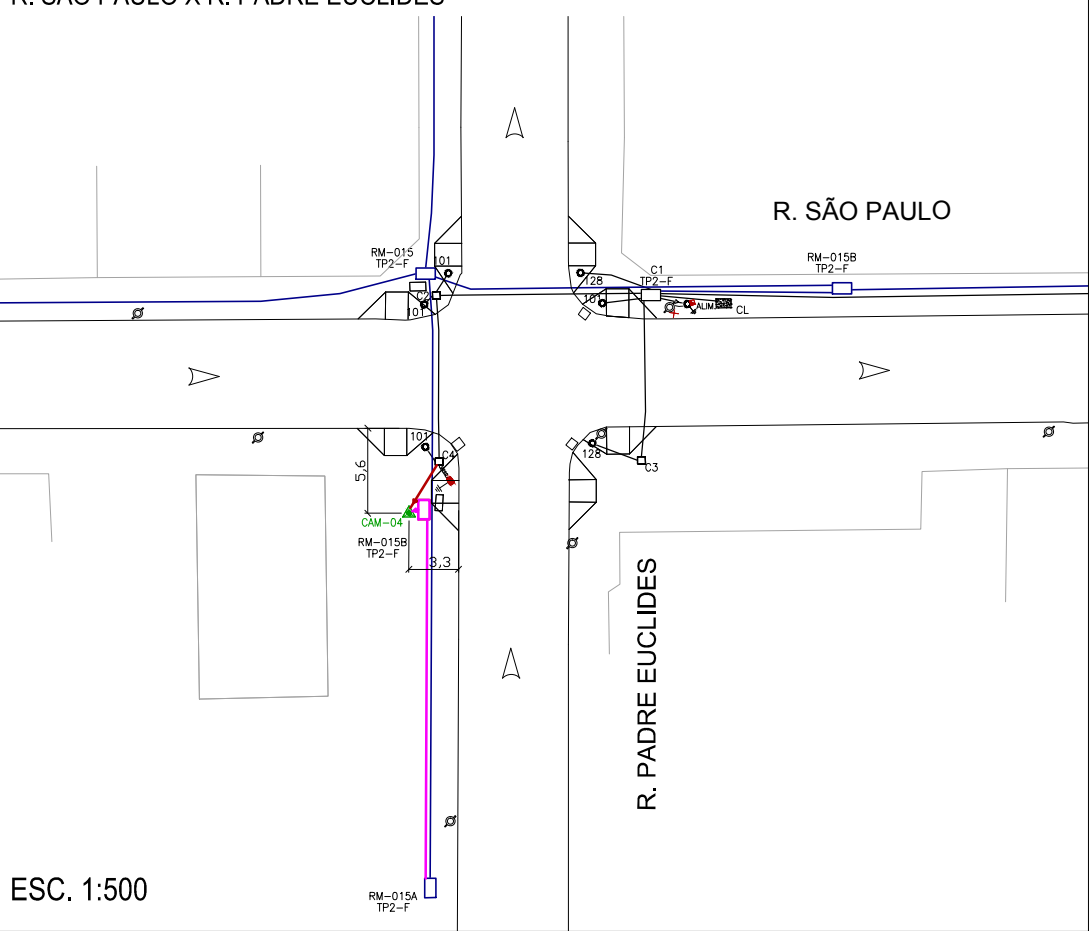 R. SÃO PAULO X R. PADRE EUCLIDES
R. SÃO PAULO
RM-015
TP2-F
101
C2
101
128
C1
TP2-F
101
ALIM.
CL
RM-015B
TP2-F
101
C4
128
C3
5,6
CAM-04
RM-015B
TP2-F
3,3
R. PADRE EUCLIDES
ESC. 1:500
RM-015A
TP2-F